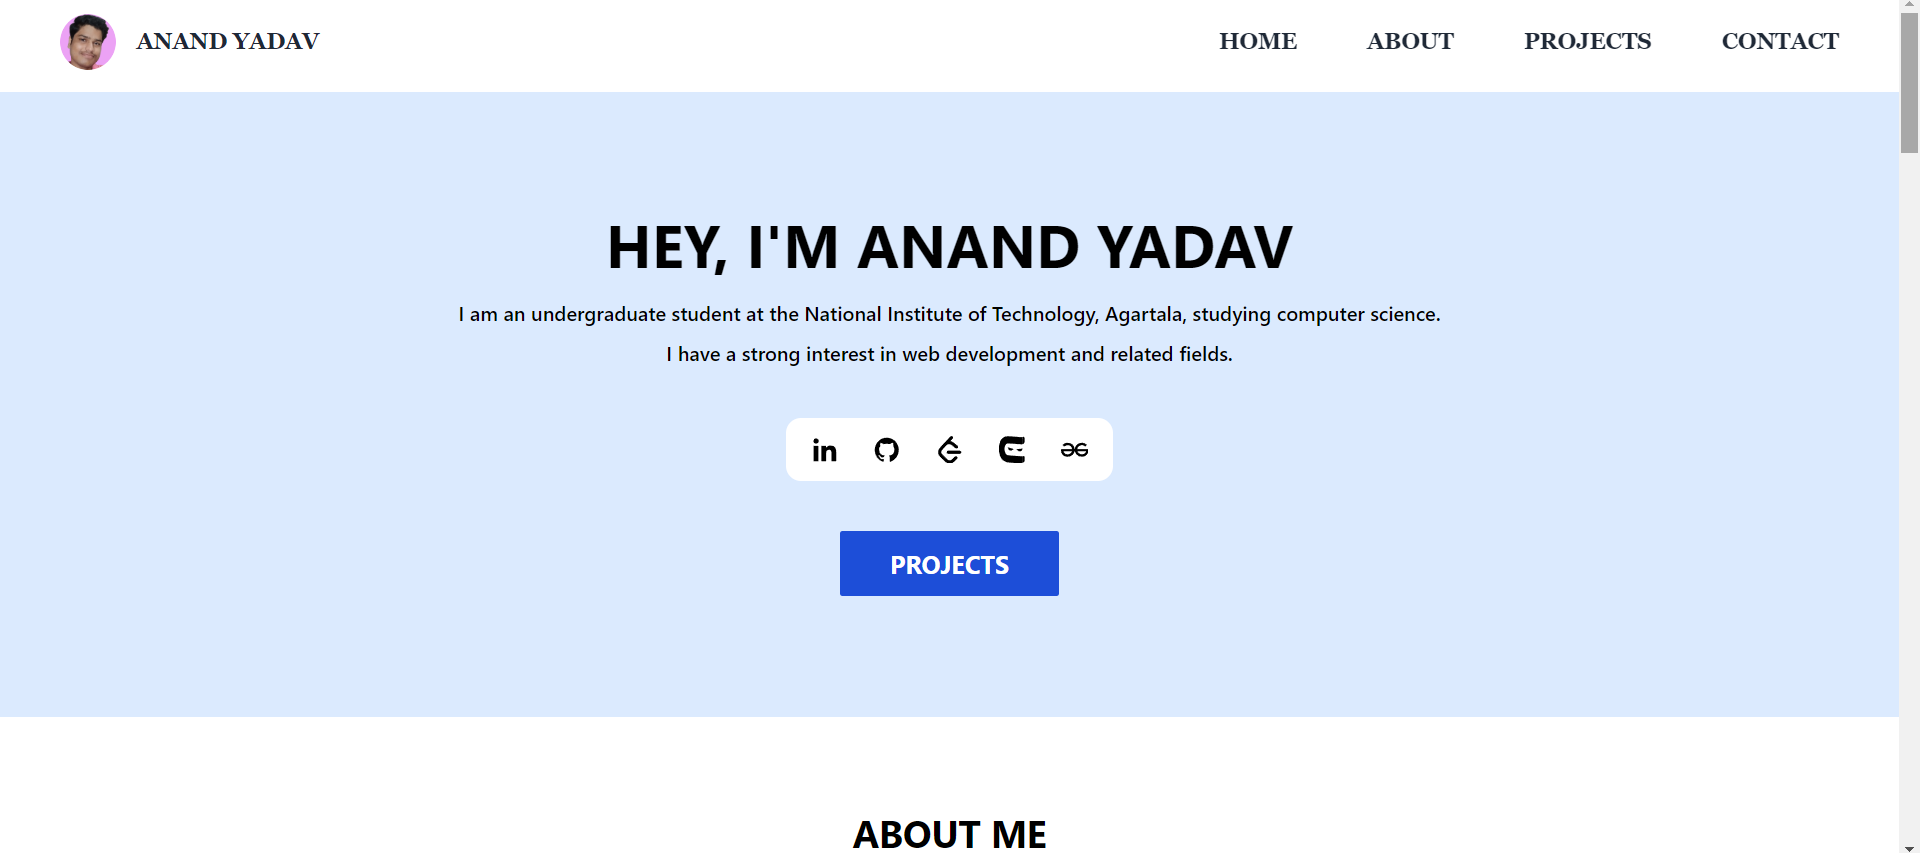 ANAND YADAV
HOME ABOUT PROJECTS CONTACT
HEY, I'M ANAND YADAV
I am an undergraduate student at the National Institute of Technology, Agartala, studying computer science.
I have a strong interest in web development and related fields.
in
PROJECTS
ABOUT ME